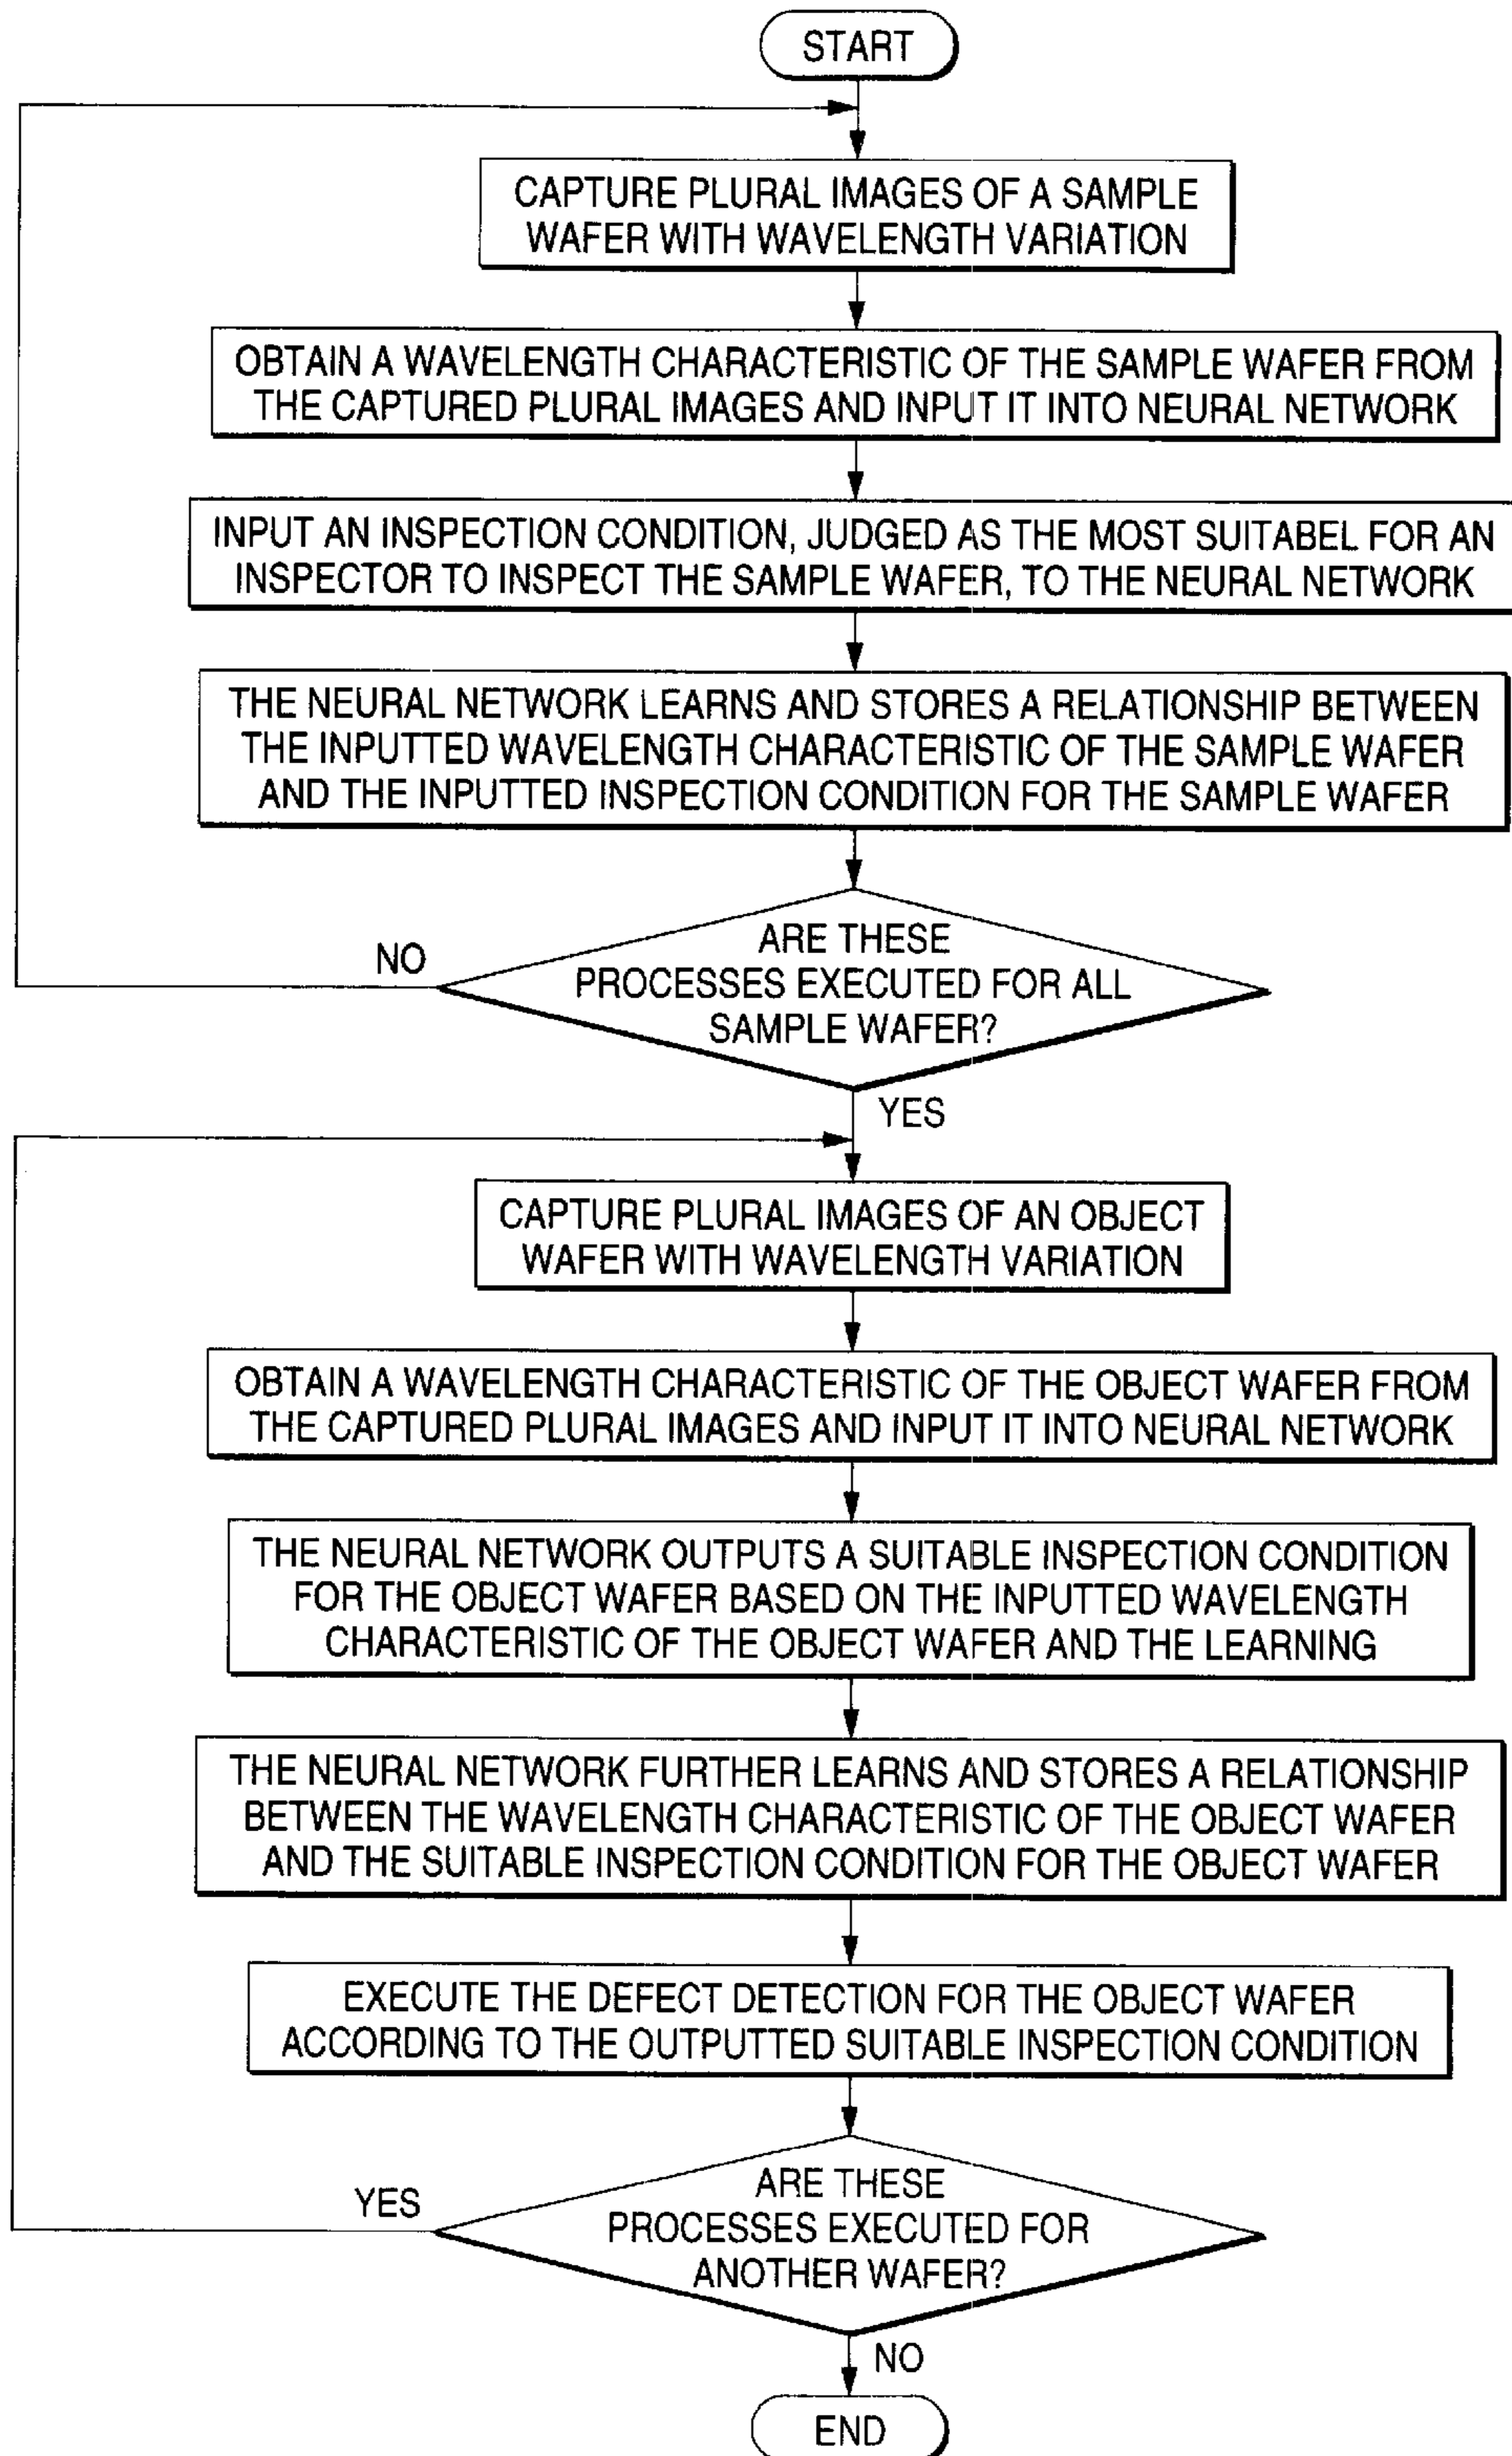 START
CAPTURE PLURAL IMAGES OF A SAMPLE
WAFER WITH WAVELENGTH VARIATION
OBTAIN A WAVELENGTH CHARACTERISTIC OF THE SAMPLE WAFER FROM
THE CAPTURED PLURAL IMAGES AND INPUT IT INTO NEURAL NETWORK
INPUT AN INSPECTION CONDITION, JUDGED AS THE MOST SUITABEL FOR AN
INSPECTOR TO INSPECT THE SAMPLE WAFER, TO THE NEURAL NETWORK
THE NEURAL NETWORK LEARNS AND STORES A RELATIONSHIP BETWEEN
THE INPUTTED WAVELENGTH CHARACTERISTIC OF THE SAMPLE WAFER
AND THE INPUTTED INSPECTION CONDITION FOR THE SAMPLE WAFER
NO
ARE THESE
PROCESSES EXECUTED FOR ALL
SAMPLE WAFER?
YES
CAPTURE PLURAL IMAGES OF AN OBJECT
WAFER WITH WAVELENGTH VARIATION
OBTAIN A WAVELENGTH CHARACTERISTIC OF THE OBJECT WAFER FROM
THE CAPTURED PLURAL IMAGES AND INPUT IT INTO NEURAL NETWORK
THE NEURAL NETWORK OUTPUTS A SUITABLE INSPECTION CONDITION
FOR THE OBJECT WAFER BASED ON THE INPUTTED WAVELENGTH
CHARACTERISTIC OF THE OBJECT WAFER AND THE LEARNING
THE NEURAL NETWORK FURTHER LEARNS AND STORES A RELATIONSHIP
BETWEEN THE WAVELENGTH CHARACTERISTIC OF THE OBJECT WAFER
AND THE SUITABLE INSPECTION CONDITION FOR THE OBJECT WAFER
EXECUTE THE DEFECT DETECTION FOR THE OBJECT WAFER
ACCORDING TO THE OUTPUTTED SUITABLE INSPECTION CONDITION
YES
ARE THESE
PROCESSES EXECUTED FOR
ANOTHER WAFER?
NO
END